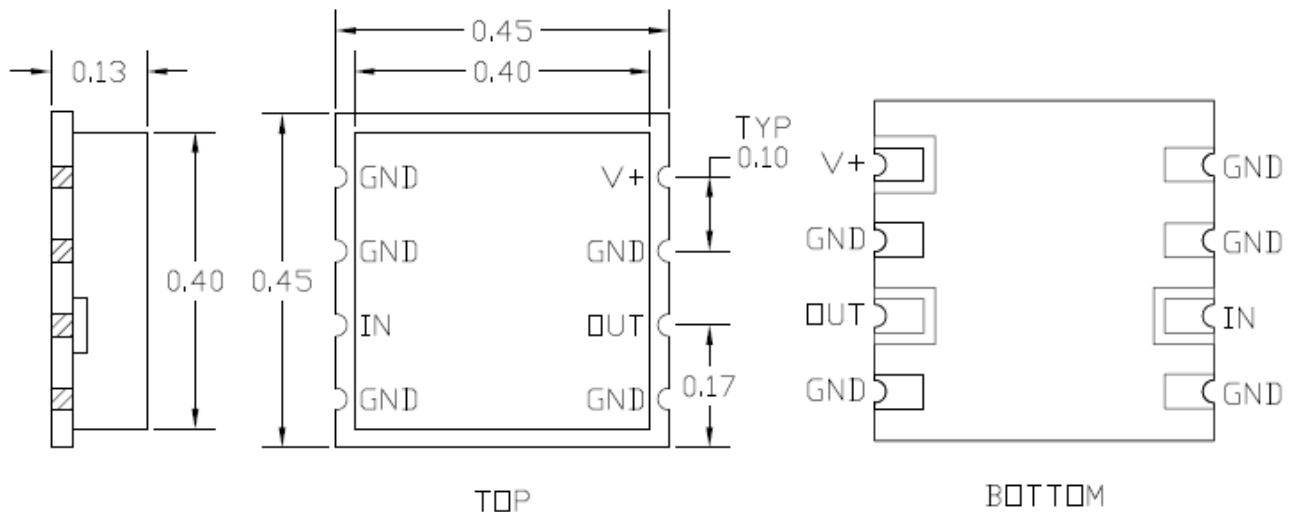 0.45
0.40
0.13
TYP
0.10
0.40
0.45
GND
V+
GND
GND
IN
OUT
GND
GND
0.17
TOP
V+
GND
GND
GND
OUT
IN
GND
GND
BOTTOM